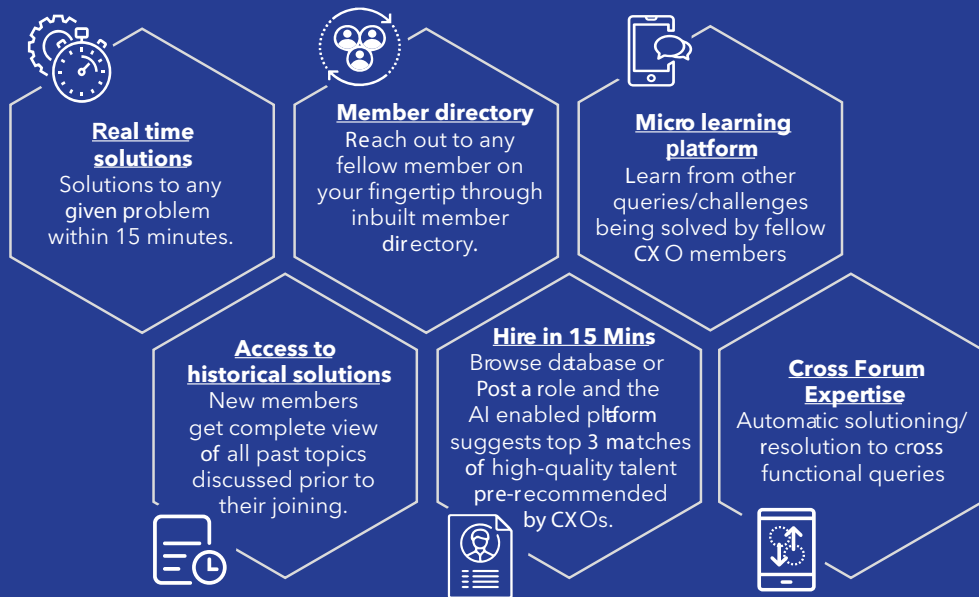 Real time
solutions
Solutions to any
given problem
within 15 minutes.
Member directory
Reach out to any
fellow member on
your fingertip through
inbuilt member
directory.
Micro learning
platform
Learn from other
queries/challenges
being solved by fellow
CXO members
Access to
historical solutions
New members
get complete view
of all past topics
discussed prior to
their joining.
Hire in 15 Mins
Browse database or
Post a role and the
AI enabled platform
suggests top 3 matches
of high-quality talent
pre-recommended
by CXOs.
Cross Forum
Expertise
Automatic solutioning/
resolution to cross
functional queries